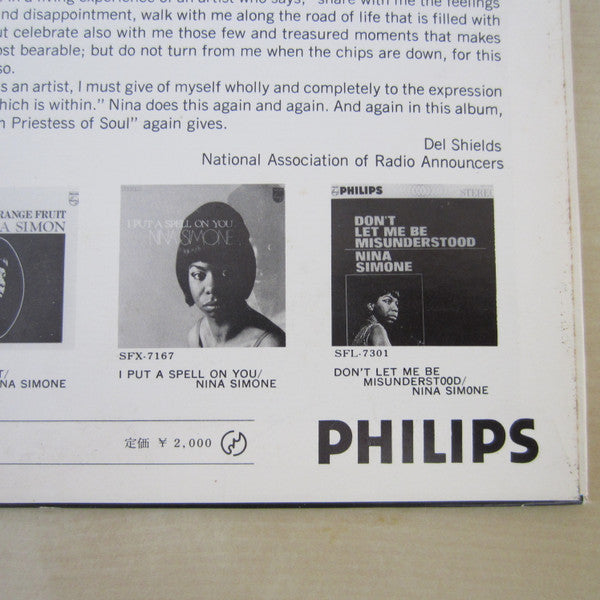 in a living experience of an artist who says, "share with me the feelings
nd disappointment, walk with me along the road of life that is filled with
ut celebrate also with me those few and treasured moments that makes
ost bearable; but do not turn from me when the chips are down, for this
so.
s an artist, I must give of myself wholly and completely to the expression
hich is within." Nina does this again and again. And again in this album,
h Priestess of Soul" again gives.
Del Shields
National Association of Radio Announcers
RANGE FRUIT
A SIMON
I PUT A SPELL ON YOU
NINA SIMONE
PHILIPS STEREO
DON'T
LET ME BE
MISUNDERSTOOD
NINA
SIMONE
T/
NA SIMONE
SFX-7167
I PUT A SPELL ON YOU/
NINA SIMONE
SFL-7301
DON'T LET ME BE
MISUNDERSTOOD/
NINA SIMONE
定価 ¥ 2,000
PHILIPS